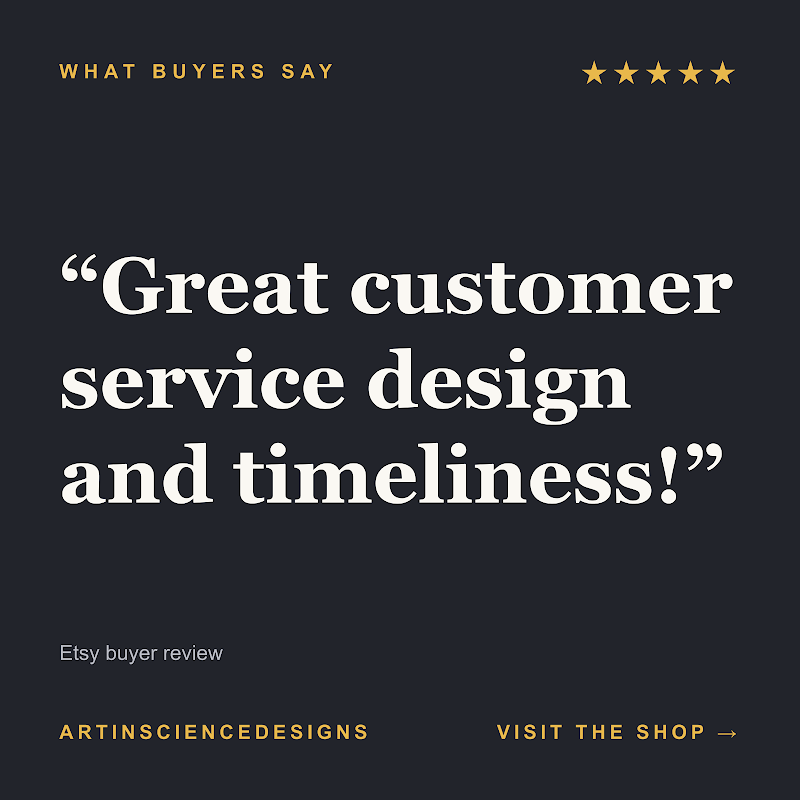 WHAT BUYERS SAY ★★★★★
“Great customer
service design
and timeliness!”
Etsy buyer review
ARTINSCIENCEDESIGNS VISIT THE SHOP →